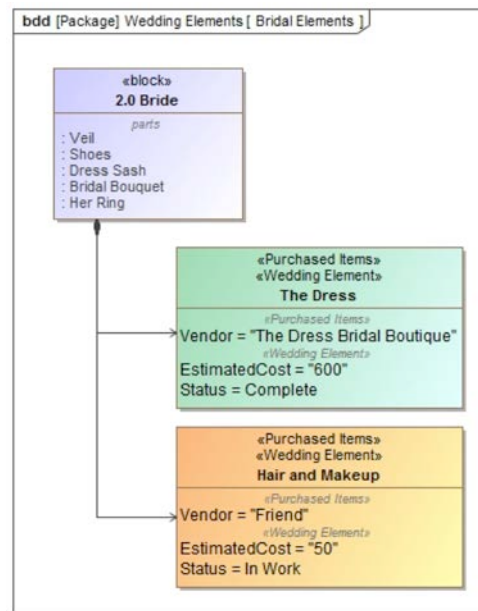 bdd [Package] Wedding Elements [ Bridal Elements ]
«block»
2.0 Bride
parts
: Veil
: Shoes
: Dress Sash
: Bridal Bouquet
: Her Ring
«Purchased Items»
«Wedding Element»
The Dress
«Purchased Items»
Vendor = "The Dress Bridal Boutique"
«Wedding Element»
EstimatedCost = "600"
Status = Complete
«Purchased Items»
«Wedding Element»
Hair and Makeup
«Purchased Items»
Vendor = "Friend"
«Wedding Element»
EstimatedCost = "50"
Status = In Work